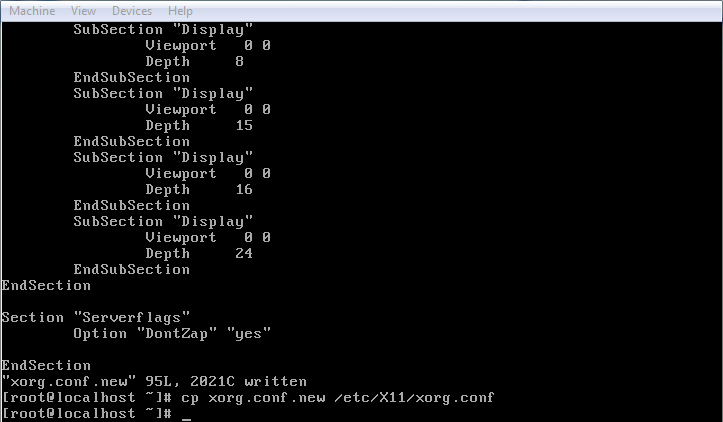 Machine View Devices Help
SubSection "Display"
Viewport 0 0
Depth 8
EndSubSection
SubSection "Display"
Viewport 0 0
Depth 15
EndSubSection
SubSection "Display"
Viewport 0 0
Depth 16
EndSubSection
SubSection "Display"
Viewport 0 0
Depth 24
EndSubSection
EndSection
Section "Serverflags"
Option "DontZap" "yes"
EndSection
"xorg.conf.new" 95L, 2021C written
[root@localhost ~]# cp xorg.conf.new /etc/X11/xorg.conf
[root@localhost ~]# _